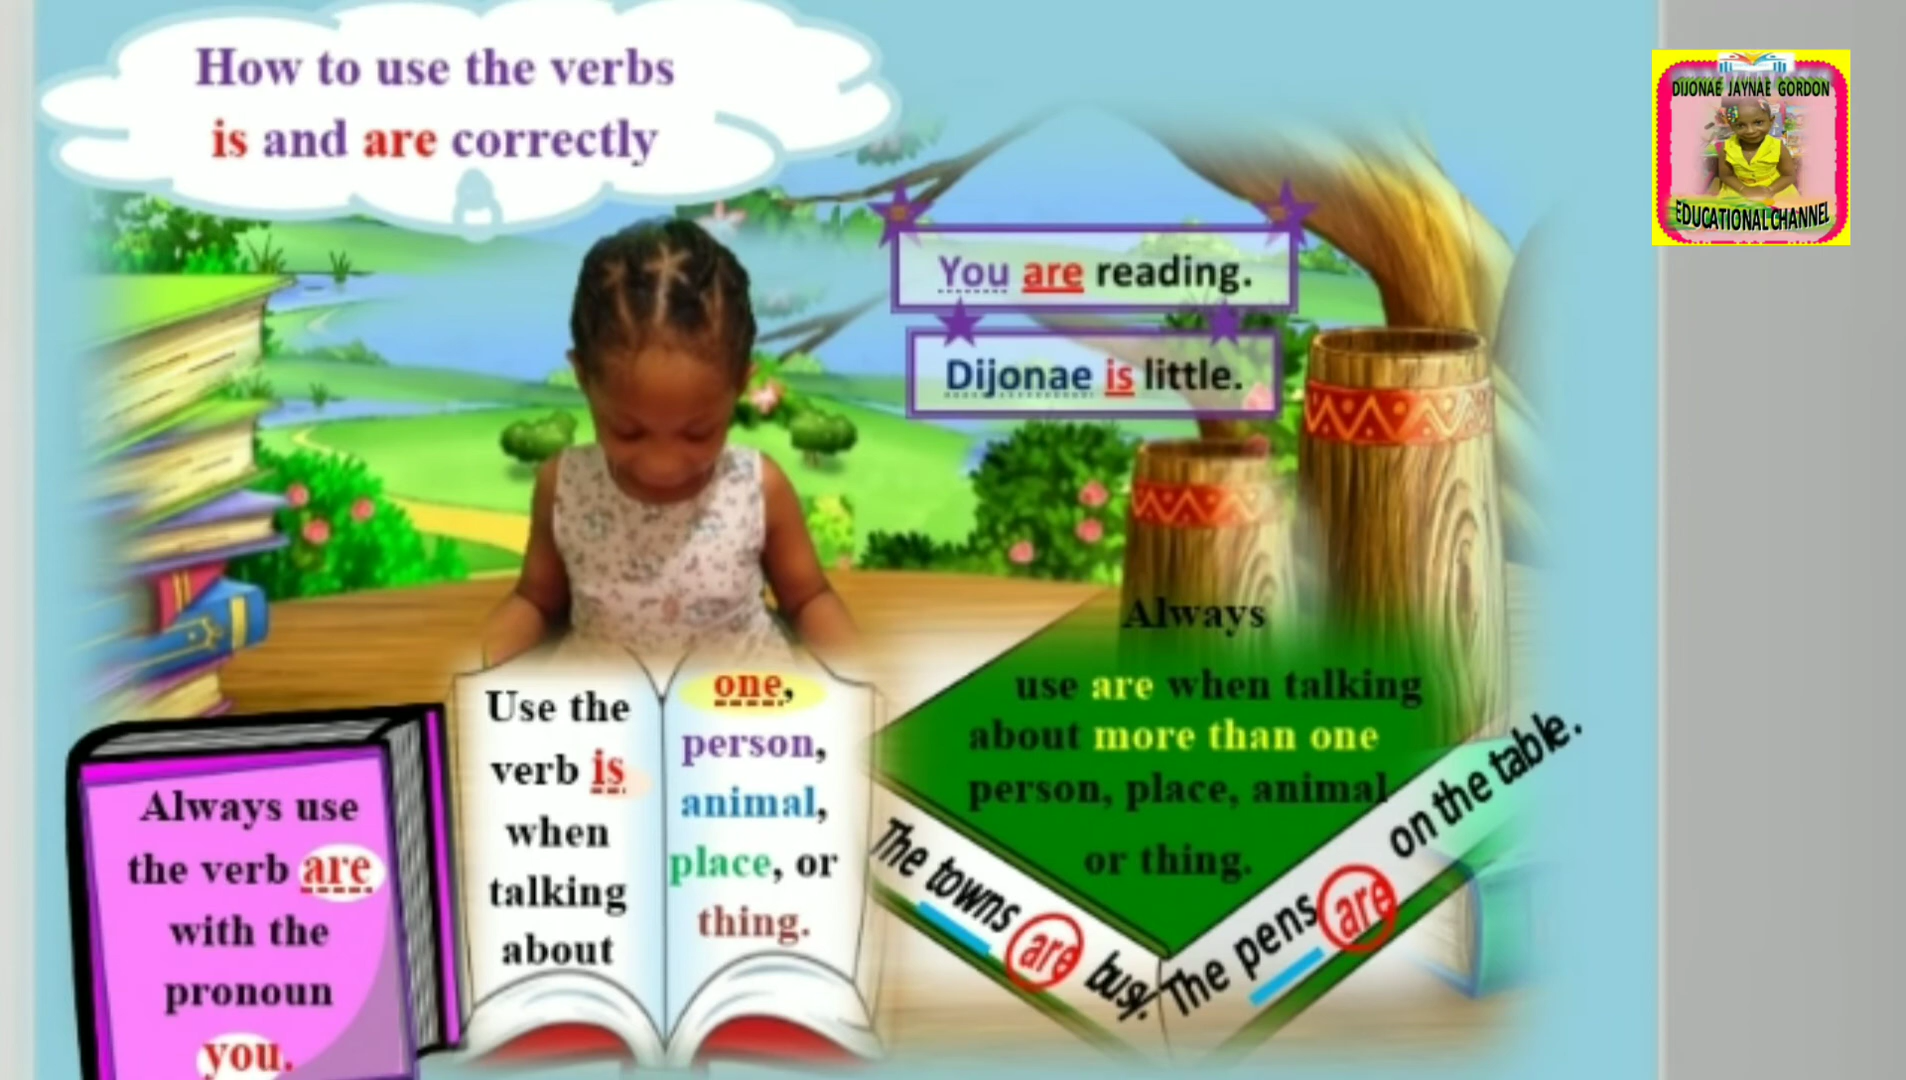 How to use the verbs
is and are correctly
DIJONAE JAYNAE GORDON
EDUCATIONAL CHANNEL
You are reading.
Dijonae is little.
Always use
the verb are
with the
pronoun
you.
Use the
verb is
when
talking
about
one,
person,
animal,
place, or
thing.
Always
use are when talking
about more than one
person, place, animal
or thing.
The towns are busy.
The pens are on the table.